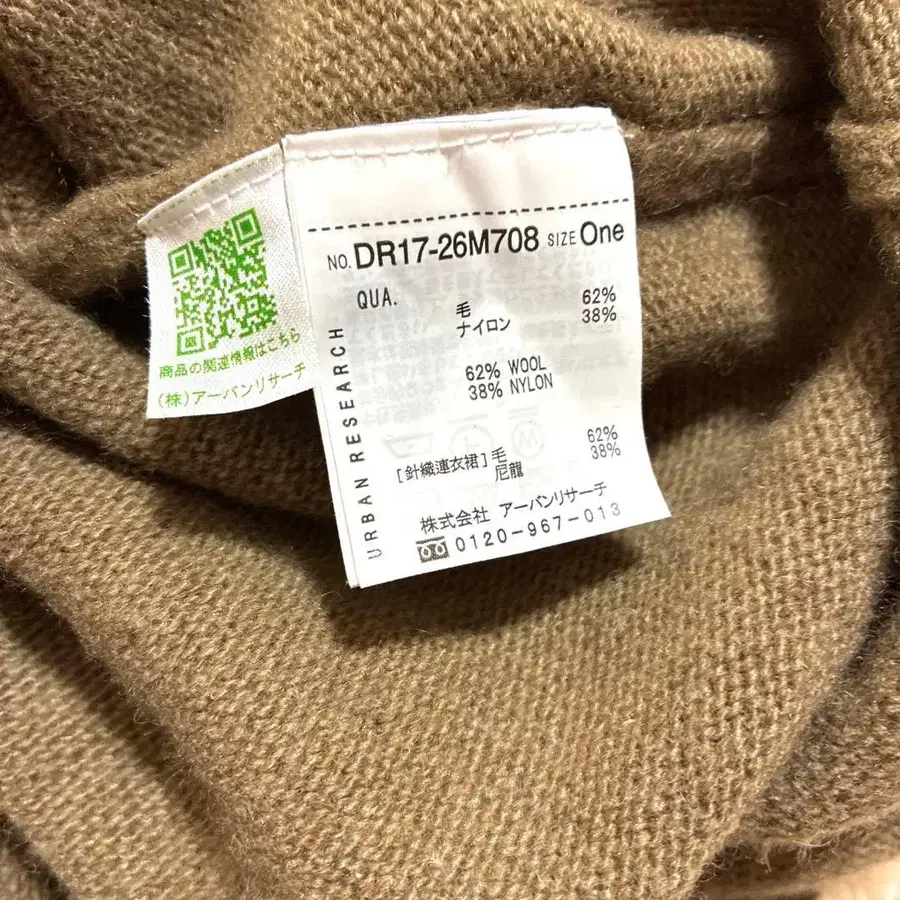 NO. DR17-26M708 SIZE One
QUA.
毛 62%
ナイロン 38%
62% WOOL
38% NYLON
[針織連衣裙] 毛 62%
尼龍 38%
株式会社 アーバンリサーチ
0120-967-013
URBAN RESEARCH
商品の関連情報はこちら
(株)アーバンリサーチ